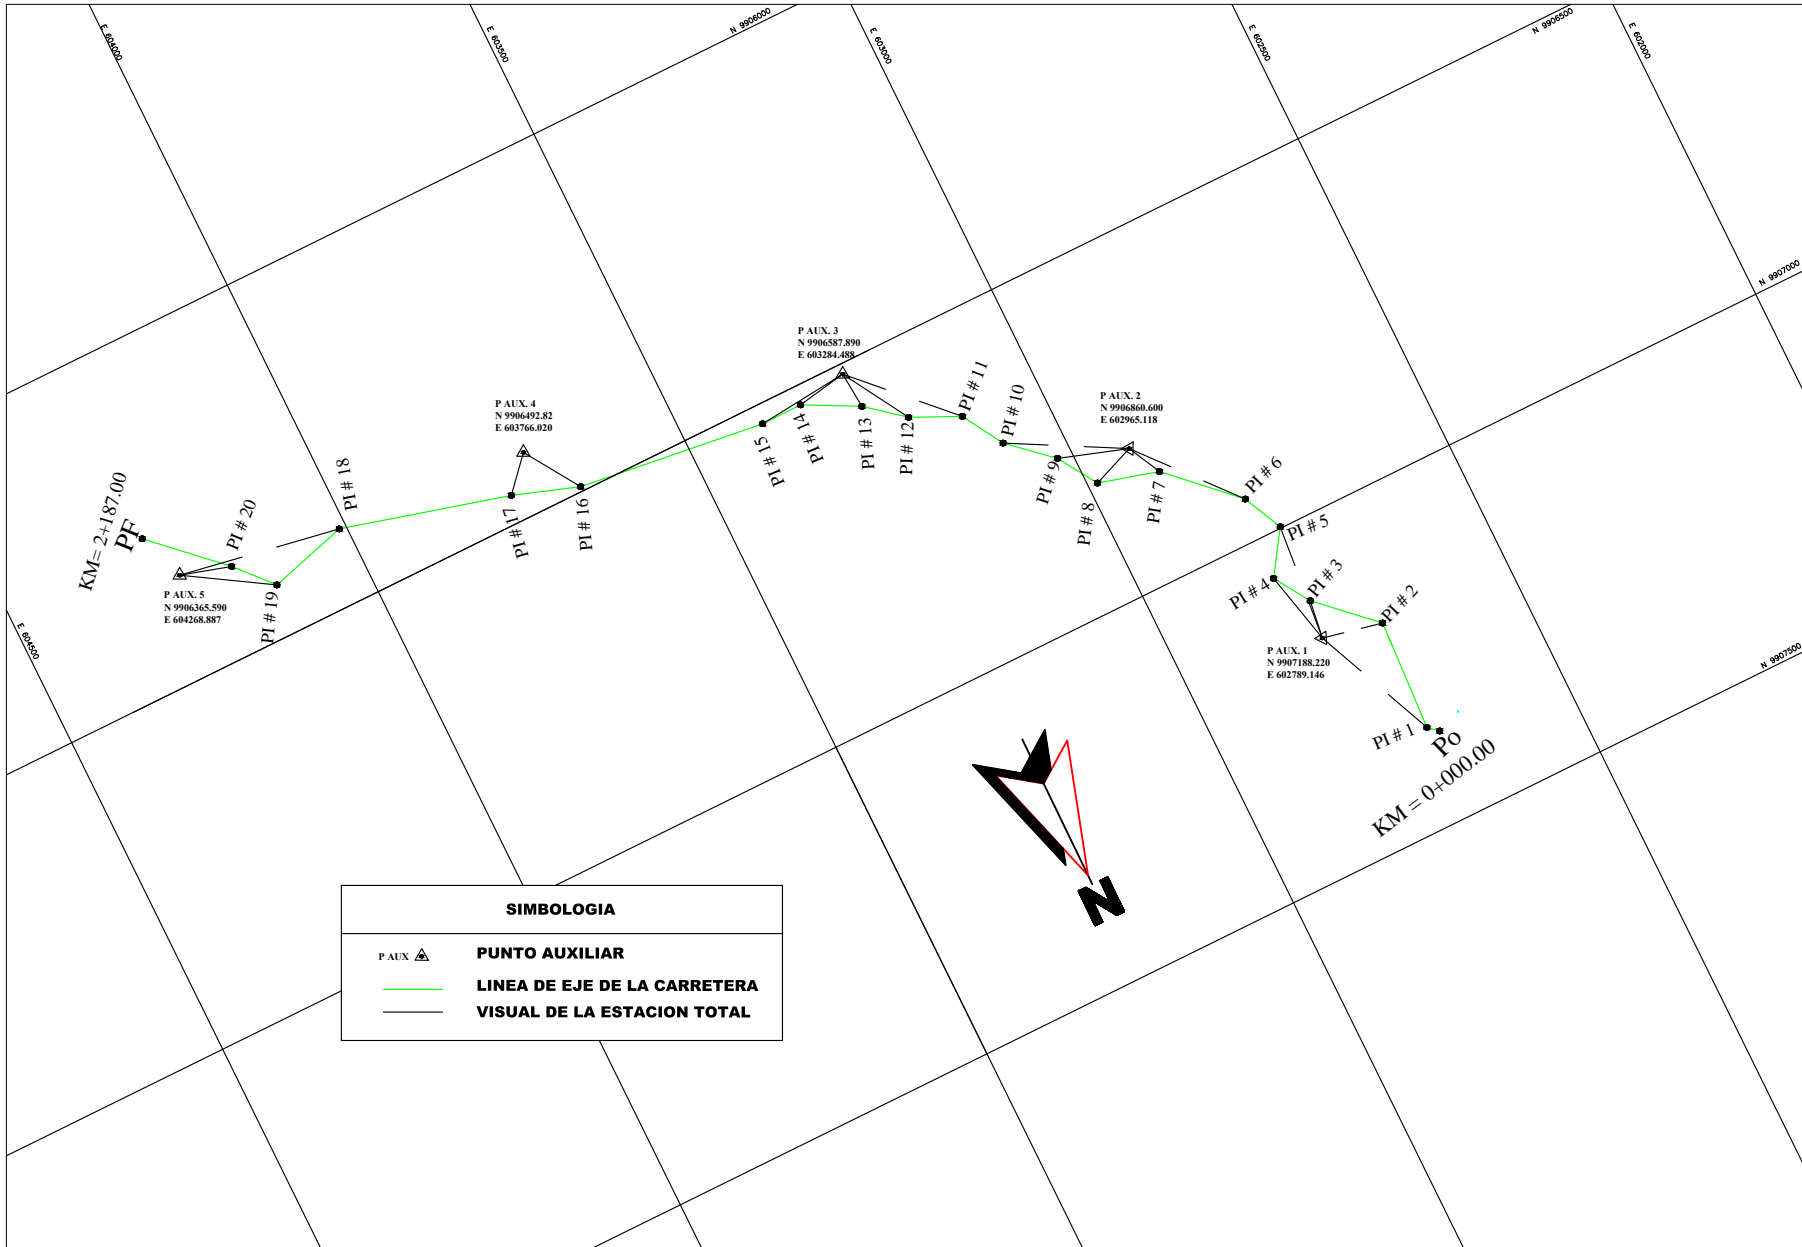 E 604000
E 603500
N 9906000
E 603000
E 602500
N 9906500
E 602000
N 9907000
P AUX. 3
N 9906587.890
E 603284.488
P AUX. 4
N 9906492.82
E 603766.020
P AUX. 2
N 9906860.600
E 602965.118
PI # 11
PI # 10
PI # 12
PI # 13
PI # 14
PI # 15
PI # 16
PI # 17
PI # 18
PI # 9
PI # 8
PI # 7
PI # 6
PI # 5
PI # 4
PI # 3
PI # 2
PI # 1
Po
KM = 0+000.00
KM= 2+187.00
PF
PI # 20
PI # 19
P AUX. 5
N 9906365.590
E 604268.887
E 604500
P AUX. 1
N 9907188.220
E 602789.146
N 9907500
N
SIMBOLOGIA
P AUX
PUNTO AUXILIAR
LINEA DE EJE DE LA CARRETERA
VISUAL DE LA ESTACION TOTAL